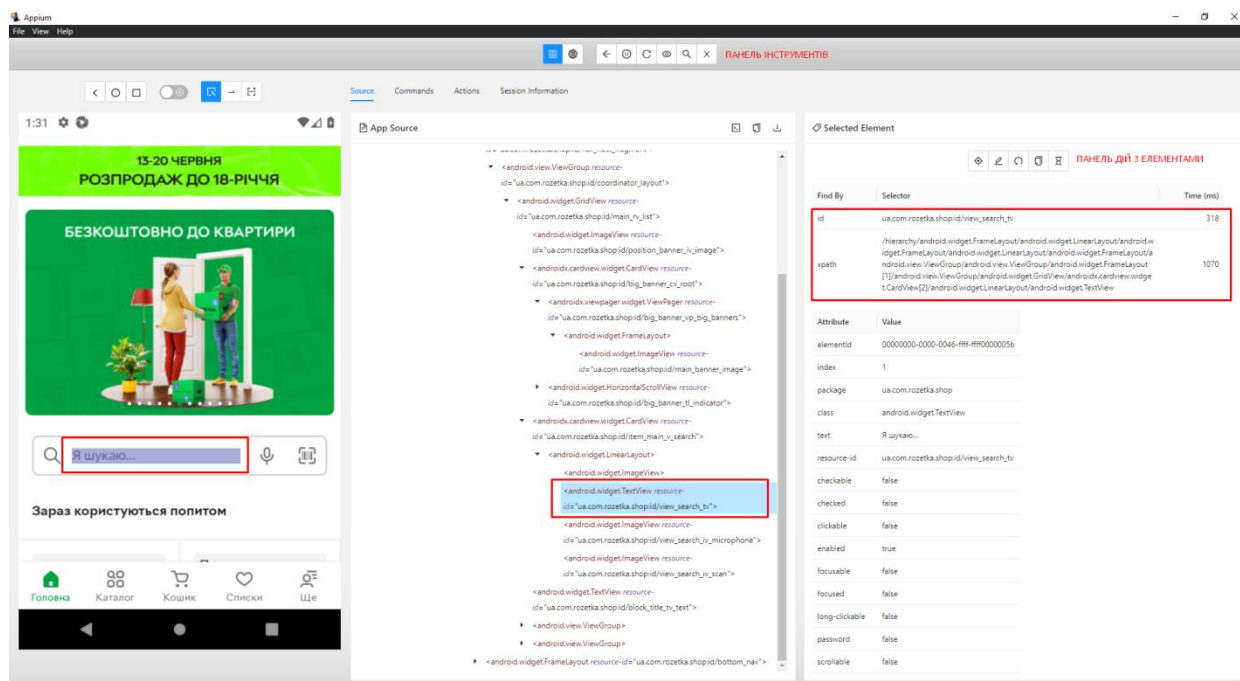 Appium
File View Help
ПАНЕЛЬ ІНСТРУМЕНТІВ
Source Commands Actions Session Information
1:31
13-20 ЧЕРВНЯ
РОЗПРОДАЖ ДО 18-РІЧЧЯ
БЕЗКОШТОВНО ДО КВАРТИРИ
Я шукаю...
Зараз користуються попитом
Головна Каталог Кошик Списки Ще
App Source
<android.view.ViewGroup resource-
id="ua.com.rozetka.shop:id/coordinator_layout">
<android.widget.GridView resource-
id="ua.com.rozetka.shop:id/main_rv_list">
<android.widget.ImageView resource-
id="ua.com.rozetka.shop:id/position_banner_iv_image">
<androidx.cardview.widget.CardView resource-
id="ua.com.rozetka.shop:id/big_banner_cv_root">
<androidx.viewpager.widget.ViewPager resource-
id="ua.com.rozetka.shop:id/big_banner_vp_big_banners">
<android.widget.FrameLayout>
<android.widget.ImageView resource-
id="ua.com.rozetka.shop:id/main_banner_image">
<android.widget.HorizontalScrollView resource-
id="ua.com.rozetka.shop:id/big_banner_tl_indicator">
<androidx.cardview.widget.CardView resource-
id="ua.com.rozetka.shop:id/item_main_v_search">
<android.widget.LinearLayout>
<android.widget.ImageView>
<android.widget.TextView resource-
id="ua.com.rozetka.shop:id/view_search_tv">
<android.widget.ImageView resource-
id="ua.com.rozetka.shop:id/view_search_iv_microphone">
<android.widget.ImageView resource-
id="ua.com.rozetka.shop:id/view_search_iv_scan">
<android.widget.TextView resource-
id="ua.com.rozetka.shop:id/block_title_tv_text">
<android.view.ViewGroup>
<android.view.ViewGroup>
<android.widget.FrameLayout resource-id="ua.com.rozetka.shop:id/bottom_nav">
Selected Element
ПАНЕЛЬ ДІЙ З ЕЛЕМЕНТАМИ
Find By Selector Time (ms)
id ua.com.rozetka.shop:id/view_search_tv 318
/hierarchy/android.widget.FrameLayout/android.widget.LinearLayout/android.w
idget.FrameLayout/android.widget.LinearLayout/android.widget.FrameLayout/a
xpath ndroid.view.ViewGroup/android.view.ViewGroup/android.widget.FrameLayout 1070
[1]/android.view.ViewGroup/android.widget.GridView/androidx.cardview.widge
t.CardView[2]/android.widget.LinearLayout/android.widget.TextView
Attribute Value
elementId 00000000-0000-0046-ffff-ffff0000005b
index 1
package ua.com.rozetka.shop
class android.widget.TextView
text Я шукаю...
resource-id ua.com.rozetka.shop:id/view_search_tv
checkable false
checked false
clickable false
enabled true
focusable false
focused false
long-clickable false
password false
scrollable false